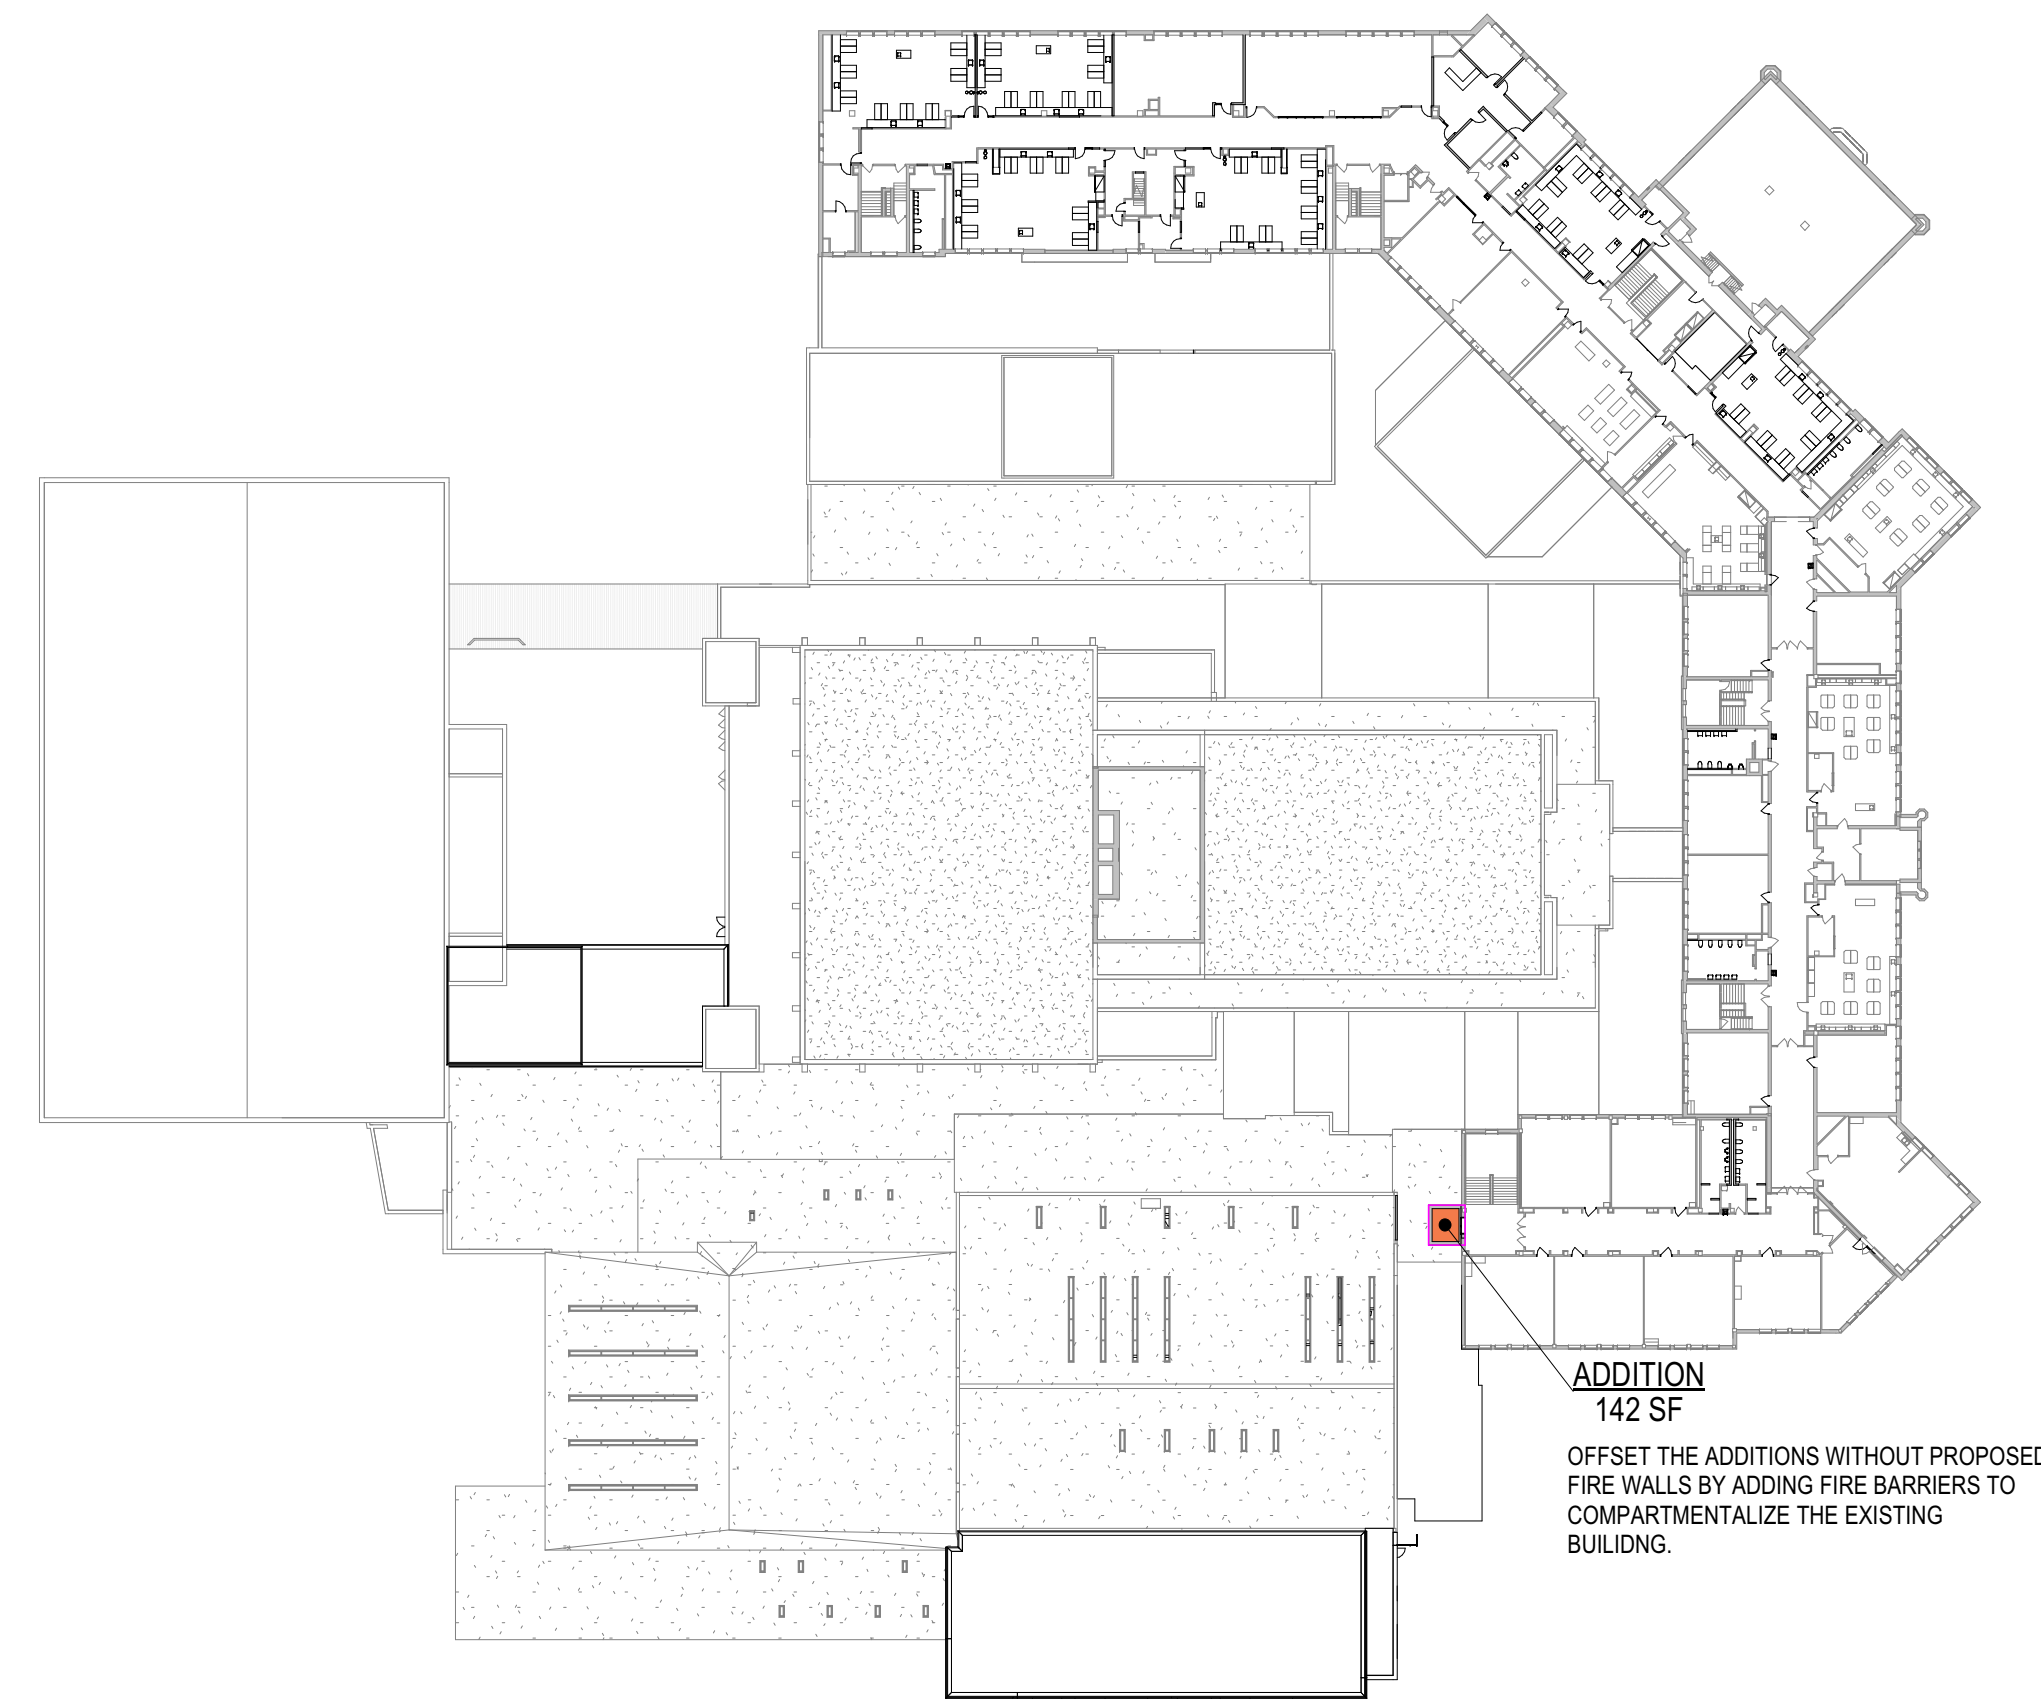 ADDITION
142 SF
OFFSET THE ADDITIONS WITHOUT PROPOSED
FIRE WALLS BY ADDING FIRE BARRIERS TO
COMPARTMENTALIZE THE EXISTING
BUILIDNG.